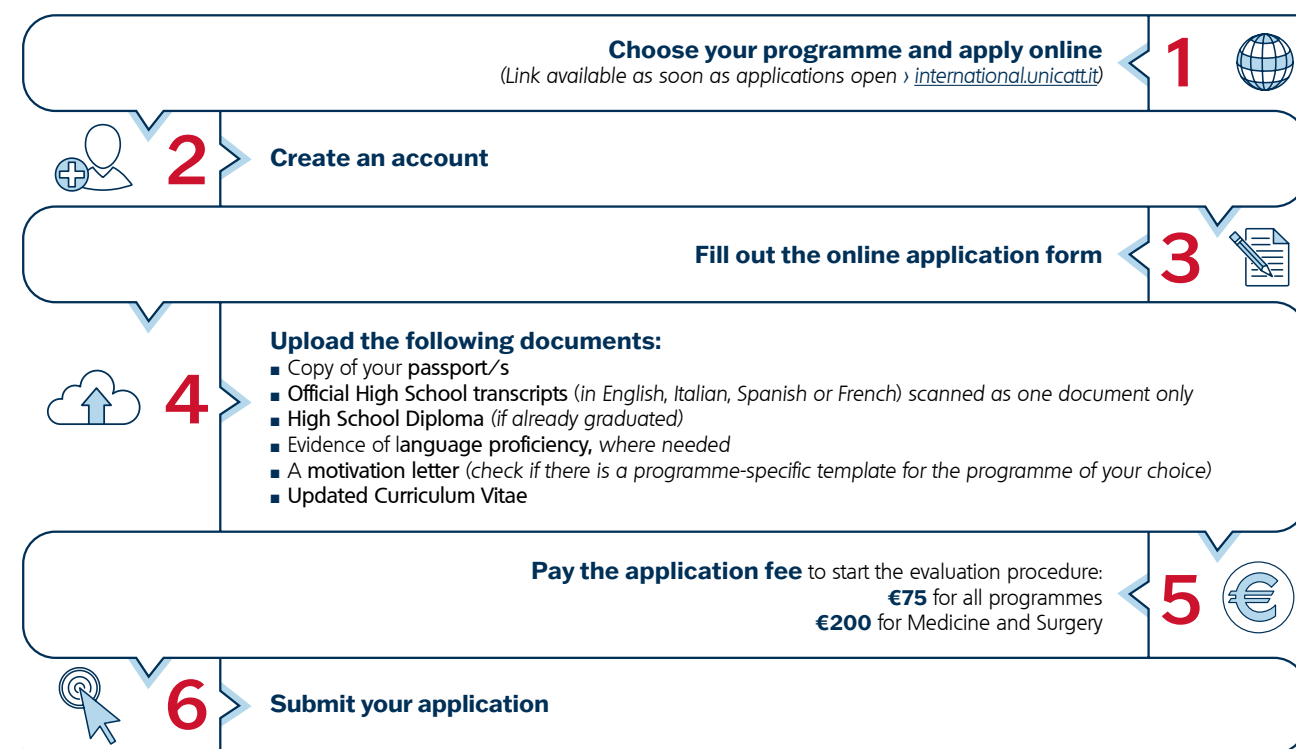 Choose your programme and apply online
(Link available as soon as applications open › international.unicatt.it)
1
2
Create an account
Fill out the online application form
3
4
Upload the following documents:
■ Copy of your passport/s
■ Official High School transcripts (in English, Italian, Spanish or French) scanned as one document only
■ High School Diploma (if already graduated)
■ Evidence of language proficiency, where needed
■ A motivation letter (check if there is a programme-specific template for the programme of your choice)
■ Updated Curriculum Vitae
Pay the application fee to start the evaluation procedure:
€75 for all programmes
€200 for Medicine and Surgery
5
€
6
Submit your application